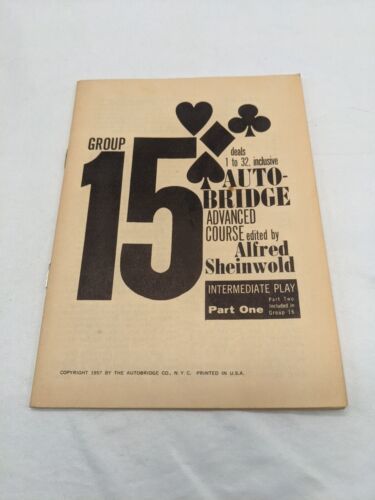 GROUP
15
deals
1 to 32, inclusive
AUTO-
BRIDGE
ADVANCED
COURSE edited by
Alfred
Sheinwold
INTERMEDIATE PLAY
Part One
Part Two
included in
Group 16
COPYRIGHT 1957 BY THE AUTOBRIDGE CO., N.Y.C. PRINTED IN U.S.A.